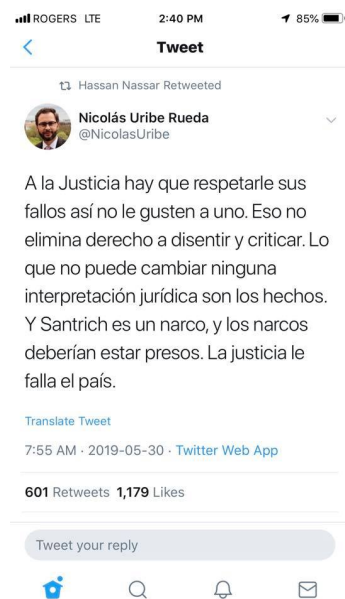 ROGERS LTE 2:40 PM 85%
Tweet
Hassan Nassar Retweeted
Nicolás Uribe Rueda
@NicolasUribe
A la Justicia hay que respetarle sus
fallos así no le gusten a uno. Eso no
elimina derecho a disentir y criticar. Lo
que no puede cambiar ninguna
interpretación jurídica son los hechos.
Y Santrich es un narco, y los narcos
deberían estar presos. La justicia le
falla el país.
Translate Tweet
7:55 AM · 2019-05-30 · Twitter Web App
601 Retweets 1,179 Likes
Tweet your reply